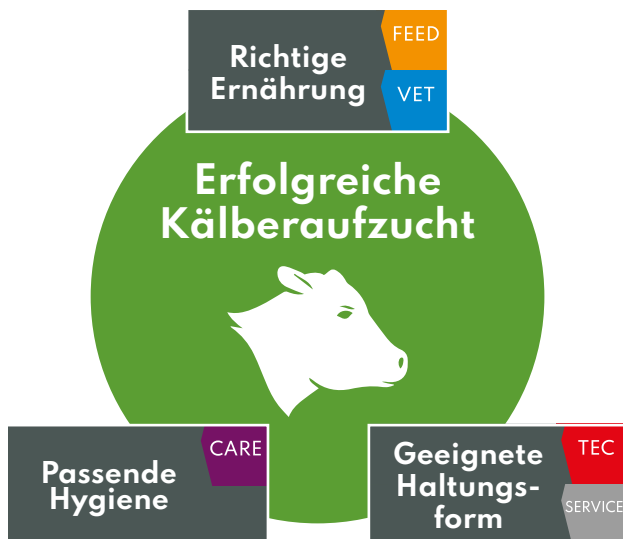 Richtige
Ernährung
FEED
VET
Erfolgreiche
Kälberaufzucht
Passende
Hygiene
CARE
Geeignete
Haltungs-
form
TEC
SERVICE